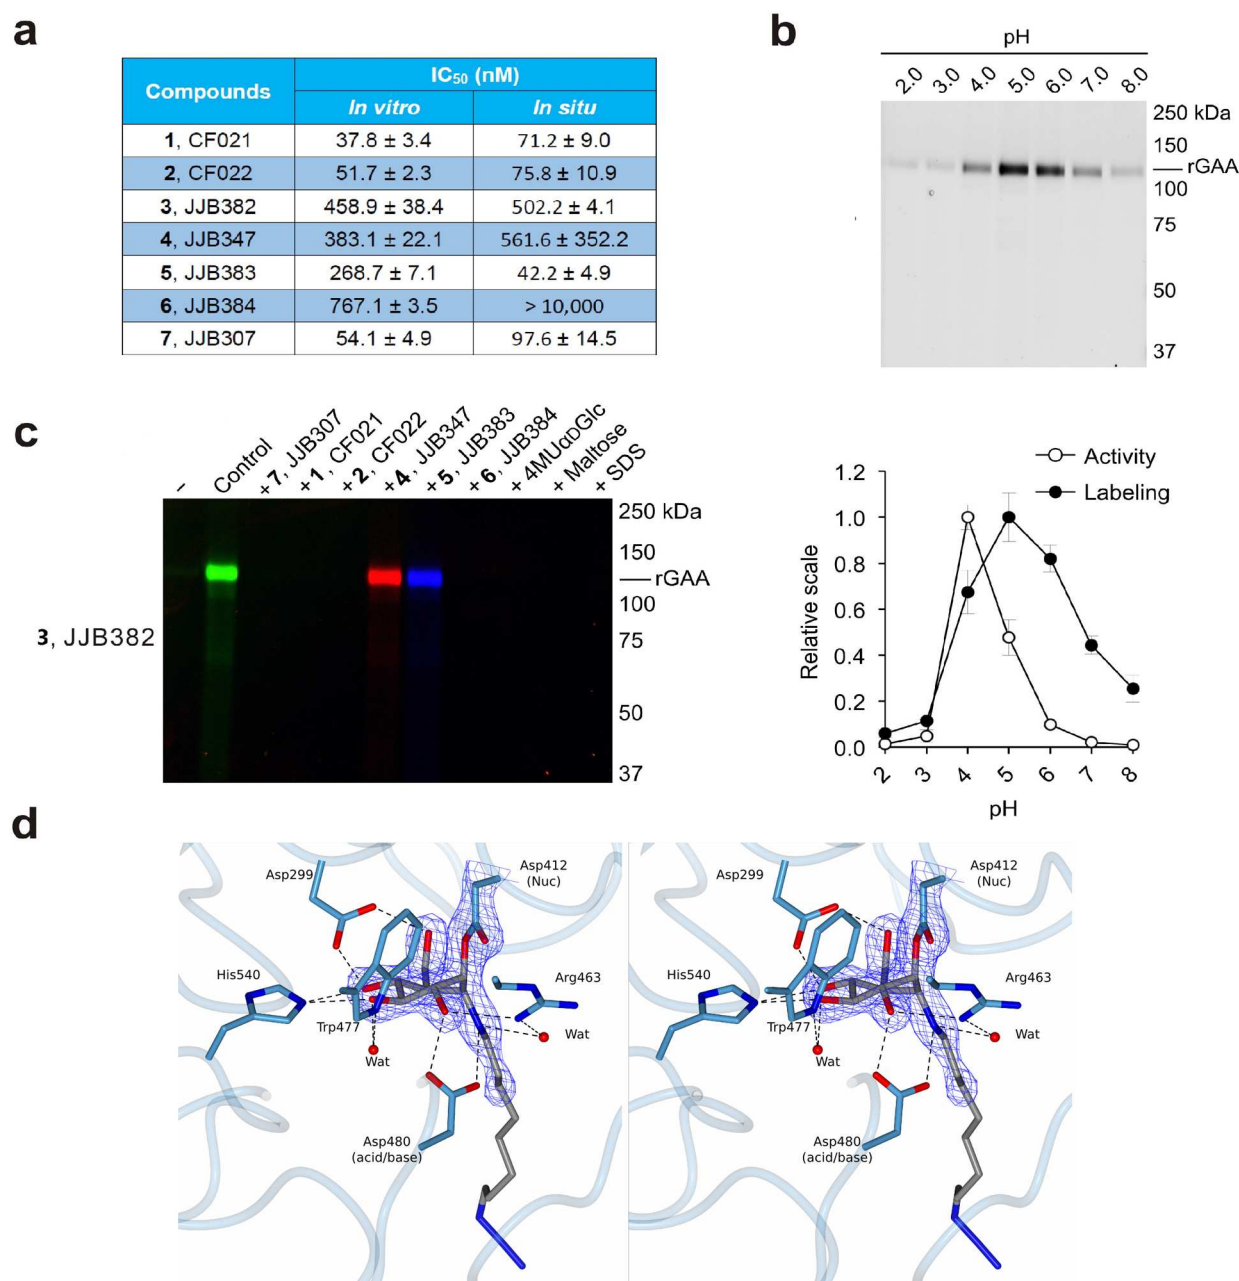 a
Compounds IC₅₀ (nM)
In vitro In situ
1, CF021 37.8 ± 3.4 71.2 ± 9.0
2, CF022 51.7 ± 2.3 75.8 ± 10.9
3, JJB382 458.9 ± 38.4 502.2 ± 4.1
4, JJB347 383.1 ± 22.1 561.6 ± 352.2
5, JJB383 268.7 ± 7.1 42.2 ± 4.9
6, JJB384 767.1 ± 3.5 > 10,000
7, JJB307 54.1 ± 4.9 97.6 ± 14.5
b
pH
2.0 3.0 4.0 5.0 6.0 7.0 8.0
250 kDa
150
rGAA
100
75
50
37
c
–
Control
+ 7, JJB307
+ 1, CF021
+ 2, CF022
+ 4, JJB347
+ 5, JJB383
+ 6, JJB384
+ 4MUαDGlc
+ Maltose
+ SDS
250 kDa
150
rGAA
100
75
50
37
3, JJB382
Activity
Labeling
Relative scale
1.2
1.0
0.8
0.6
0.4
0.2
0.0
2 3 4 5 6 7 8
pH
d
Asp299
Asp412
(Nuc)
His540
Arg463
Trp477
Wat
Wat
Asp480
(acid/base)
Asp299
Asp412
(Nuc)
His540
Arg463
Trp477
Wat
Wat
Asp480
(acid/base)